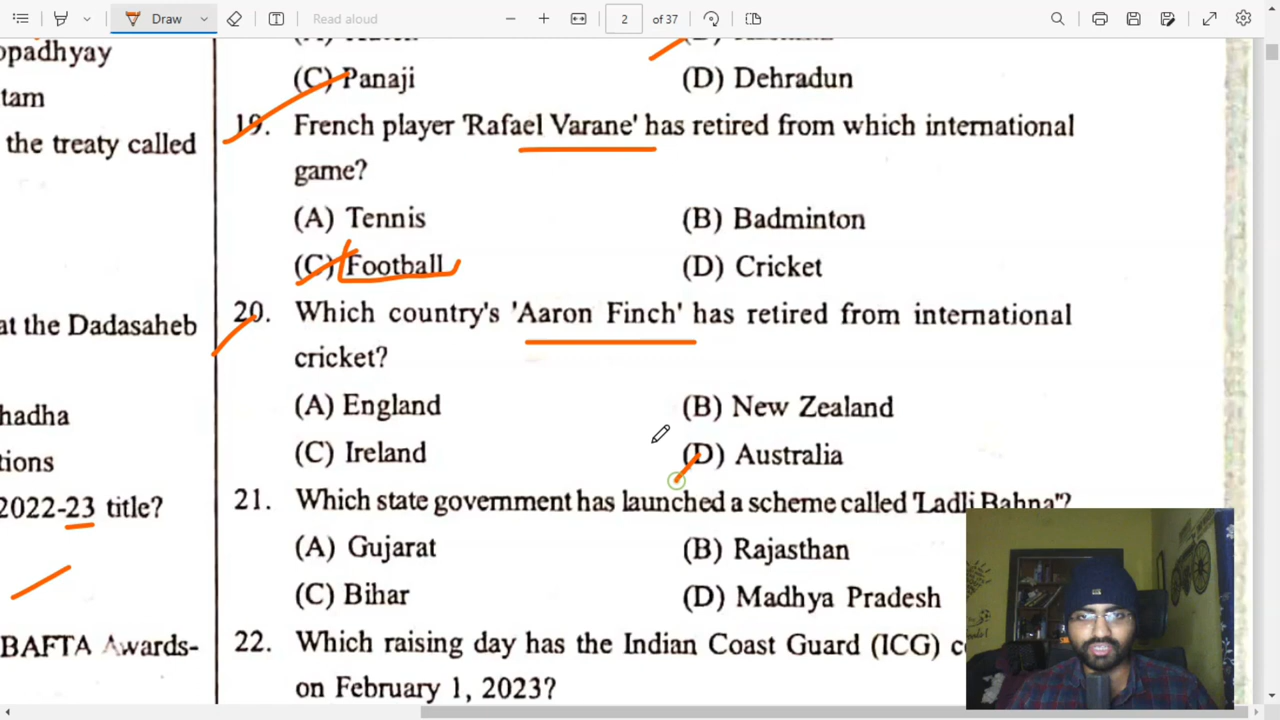 Draw
Read aloud
2
of 37
opadhyay
tam
the treaty called
at the Dadasaheb
hadha
tions
2022-23 title?
BAFTA Awards-
(C) Panaji
(D) Dehradun
19. French player 'Rafael Varane' has retired from which international
game?
(A) Tennis
(B) Badminton
(C) Football
(D) Cricket
20. Which country's 'Aaron Finch' has retired from international
cricket?
(A) England
(B) New Zealand
(C) Ireland
(D) Australia
21. Which state government has launched a scheme called 'Ladli Bahna"?
(A) Gujarat
(B) Rajasthan
(C) Bihar
(D) Madhya Pradesh
22. Which raising day has the Indian Coast Guard (ICG)
on February 1, 2023?